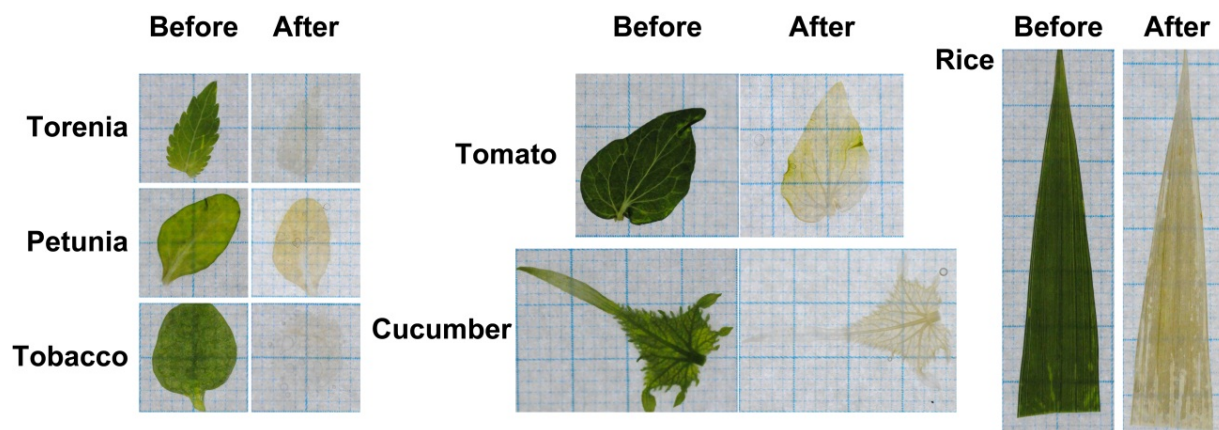 Before After
Torenia
Petunia
Tobacco
Before After
Tomato
Cucumber
Before After
Rice